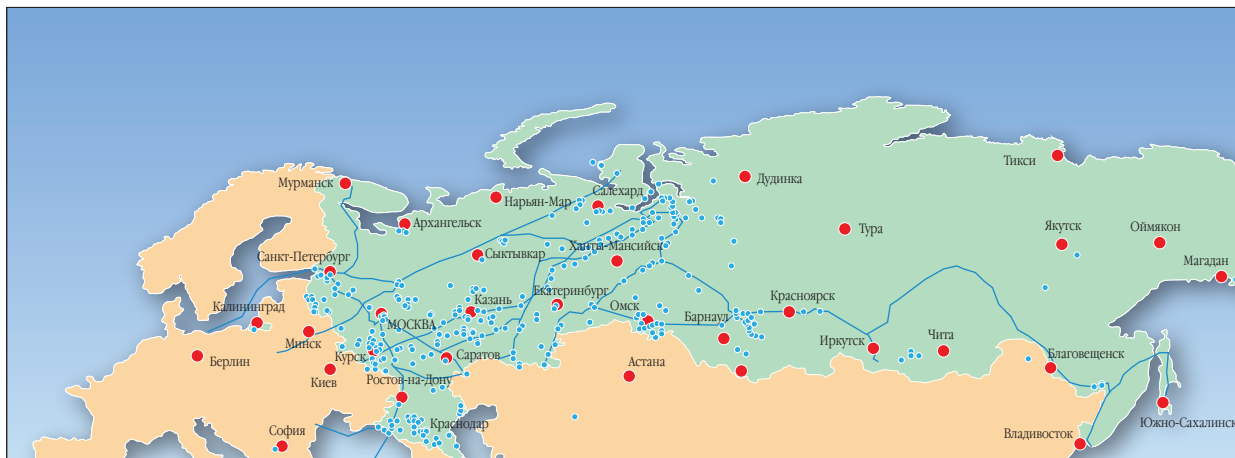 Тикси
Мурманск
Дудинка
Нарьян-Мар
Салехард
Архангельск
Тура
Якутск
Оймякон
Ханты-Мансийск
Сыктывкар
Санкт-Петербург
Магадан
Екатеринбург
Казань
Красноярск
Калининград
Омск
Барнаул
МОСКВА
Минск
Иркутск
Чита
Курск
Саратов
Берлин
Астана
Благовещенск
Киев
Ростов-на-Дону
Краснодар
Южно-Сахалинск
София
Владивосток